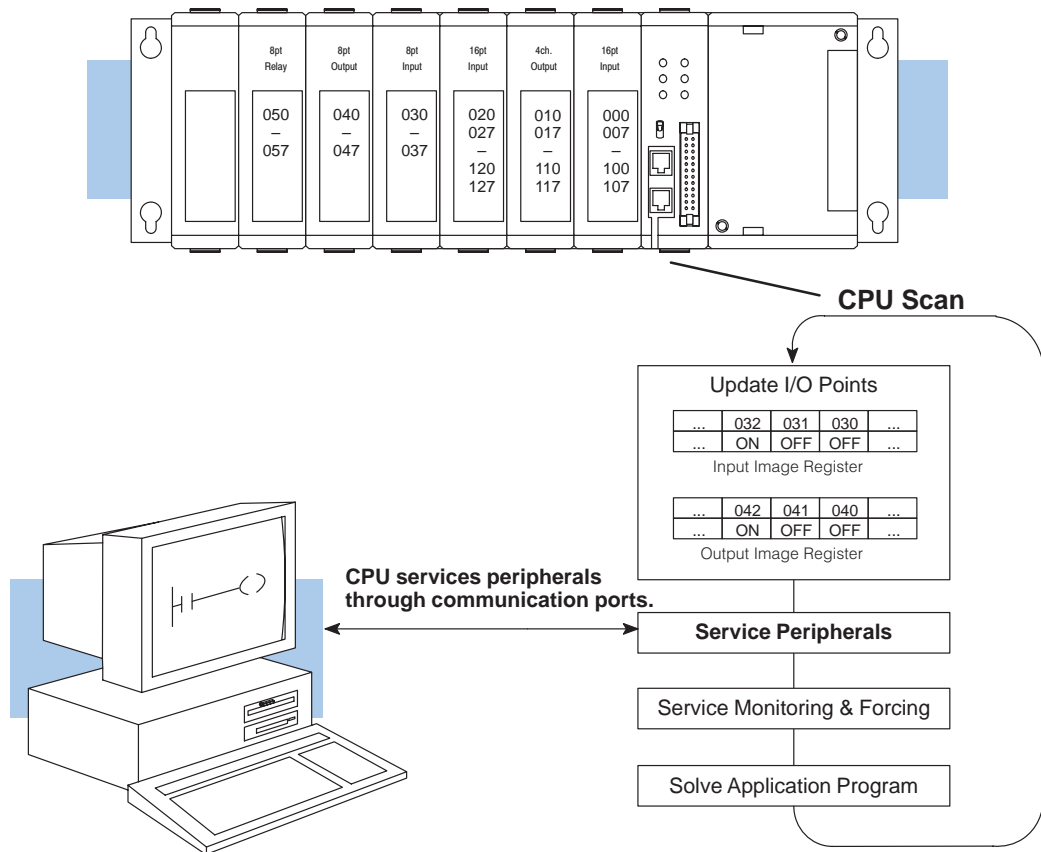 8pt 8pt 8pt 16pt 4ch. 16pt
Relay Output Input Input Output Input
050 040 030 020 010 000
– – – 027 017 007
057 047 037 – – –
120 110 100
127 117 107
CPU Scan
Update I/O Points
... 032 031 030 ...
... ON OFF OFF ...
Input Image Register
... 042 041 040 ...
... ON OFF OFF ...
Output Image Register
CPU services peripherals
through communication ports.
Service Peripherals
Service Monitoring & Forcing
Solve Application Program